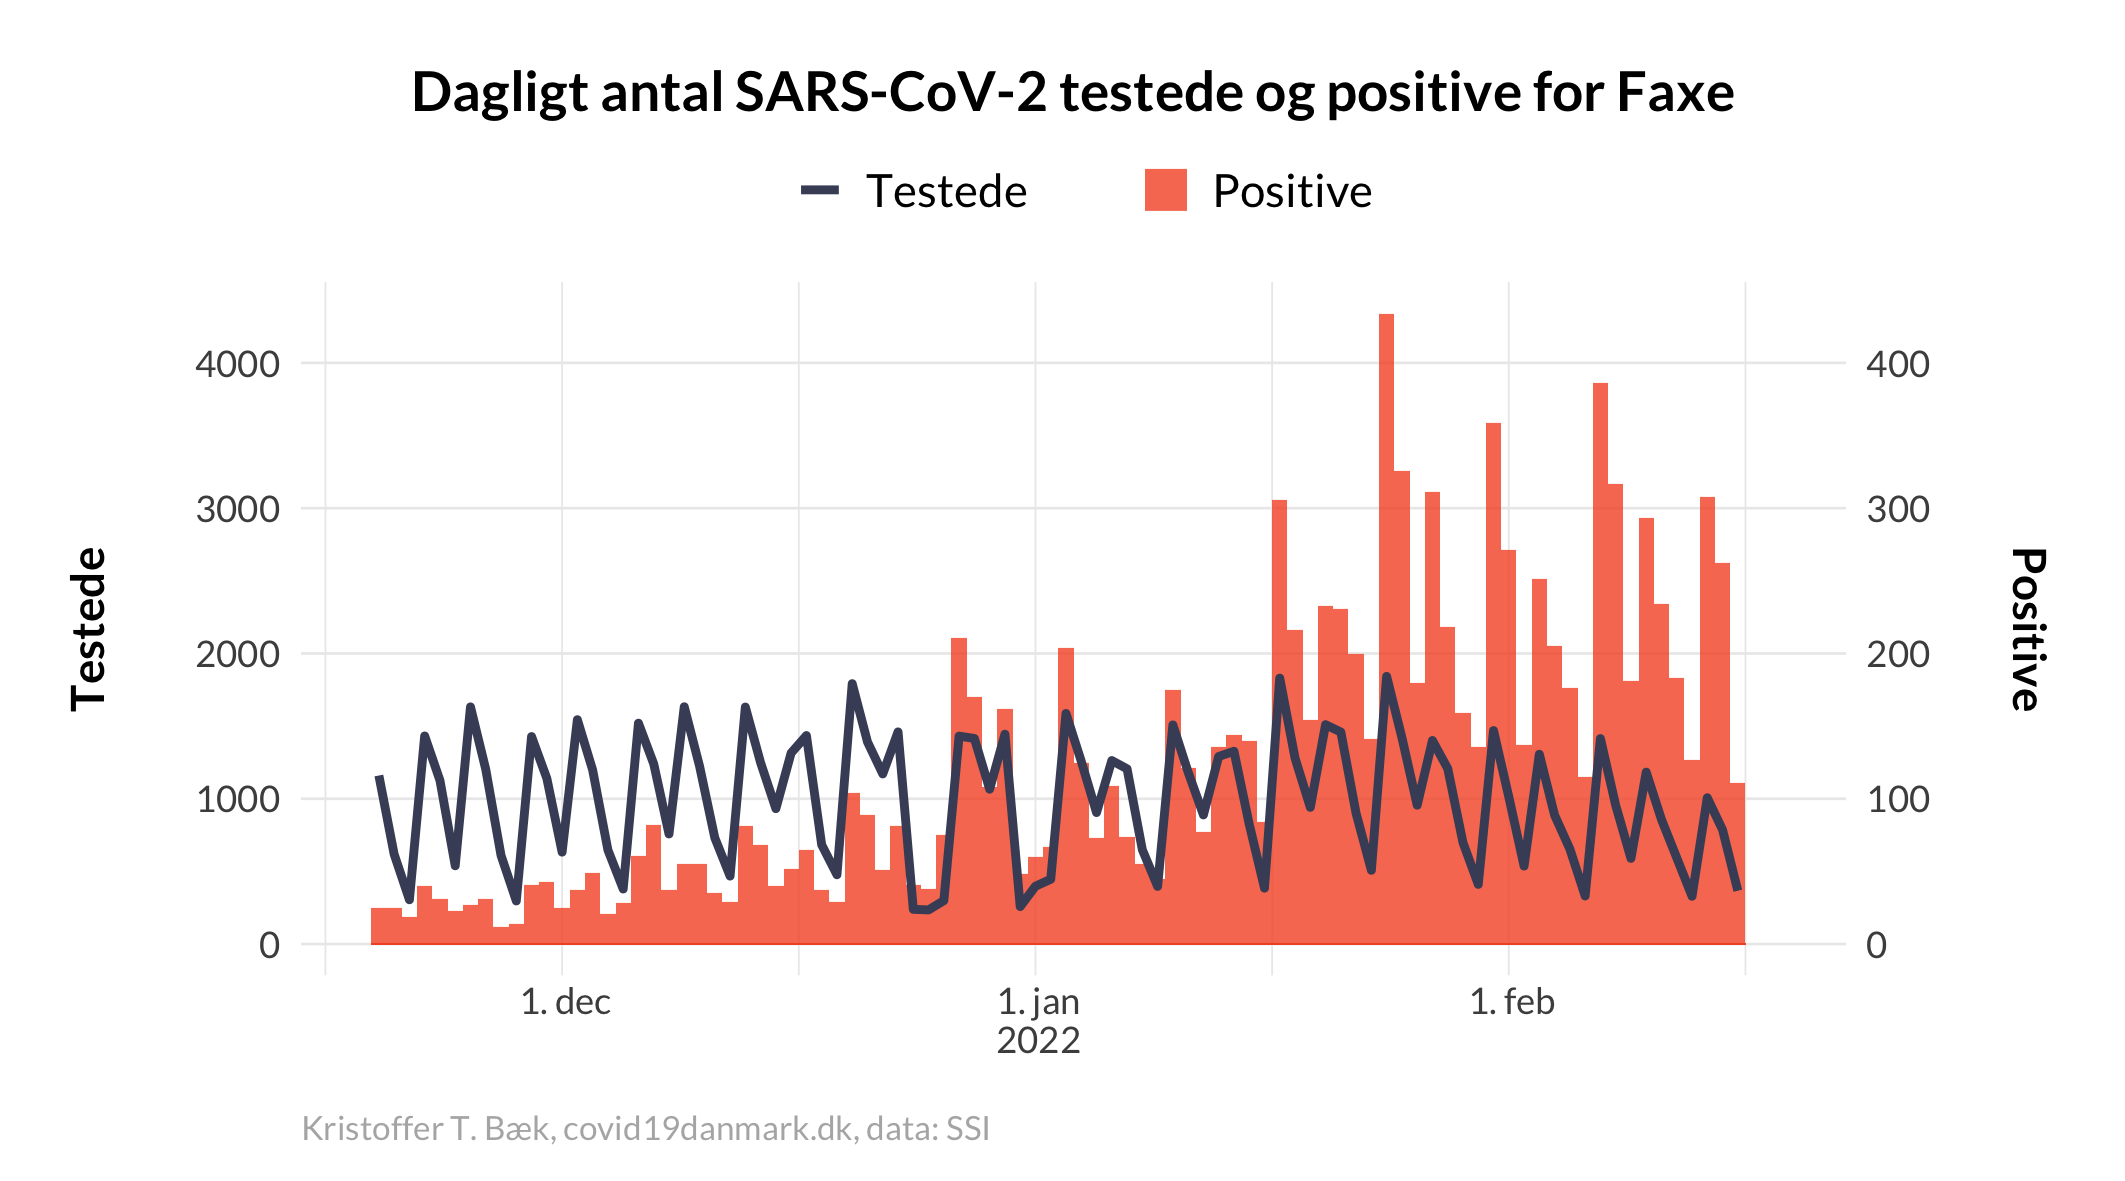 Dagligt antal SARS-CoV-2 testede og positive for Faxe
Testede
Positive
Testede
4000
3000
2000
1000
0
400
300
200
100
0
Positive
1. dec
1. jan
2022
1. feb
Kristoffer T. Bæk, covid19danmark.dk, data: SSI